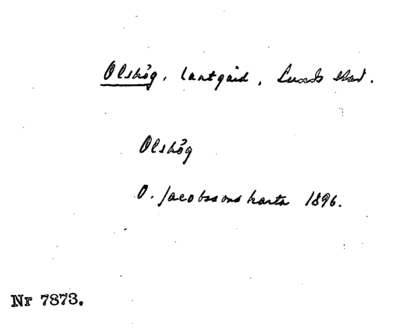 Olshög, lantgård, Lunds stad.
Olshög
O. Jacobssons karta 1896.
Nr 7873.